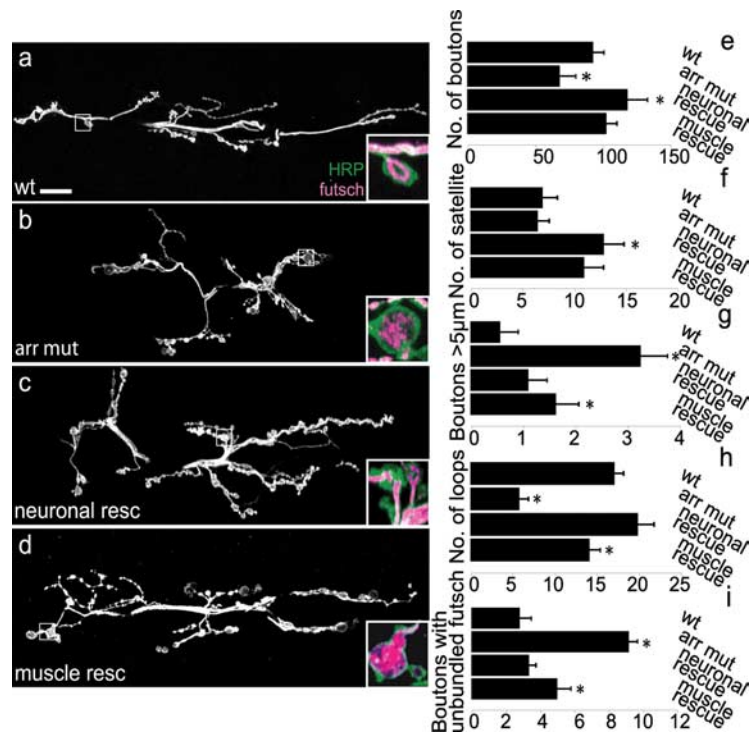 a
wt
HRP
futsch
b
arr mut
c
neuronal resc
d
muscle resc
e
No. of boutons
wt
arr mut
neuronal
rescue
muscle
rescue
0
50
100
150
f
No. of satellite
wt
arr mut
neuronal
rescue
muscle
rescue
0
5
10
15
20
g
Boutons >5µm
wt
arr mut
neuronal
rescue
muscle
rescue
0
1
2
3
4
h
No. of loops
wt
arr mut
neuronal
rescue
muscle
rescue
0
5
10
15
20
25
i
Boutons with
unbundled futsch
wt
arr mut
neuronal
rescue
muscle
rescue
0
2
4
6
8
10
12
* * * * * * * * *